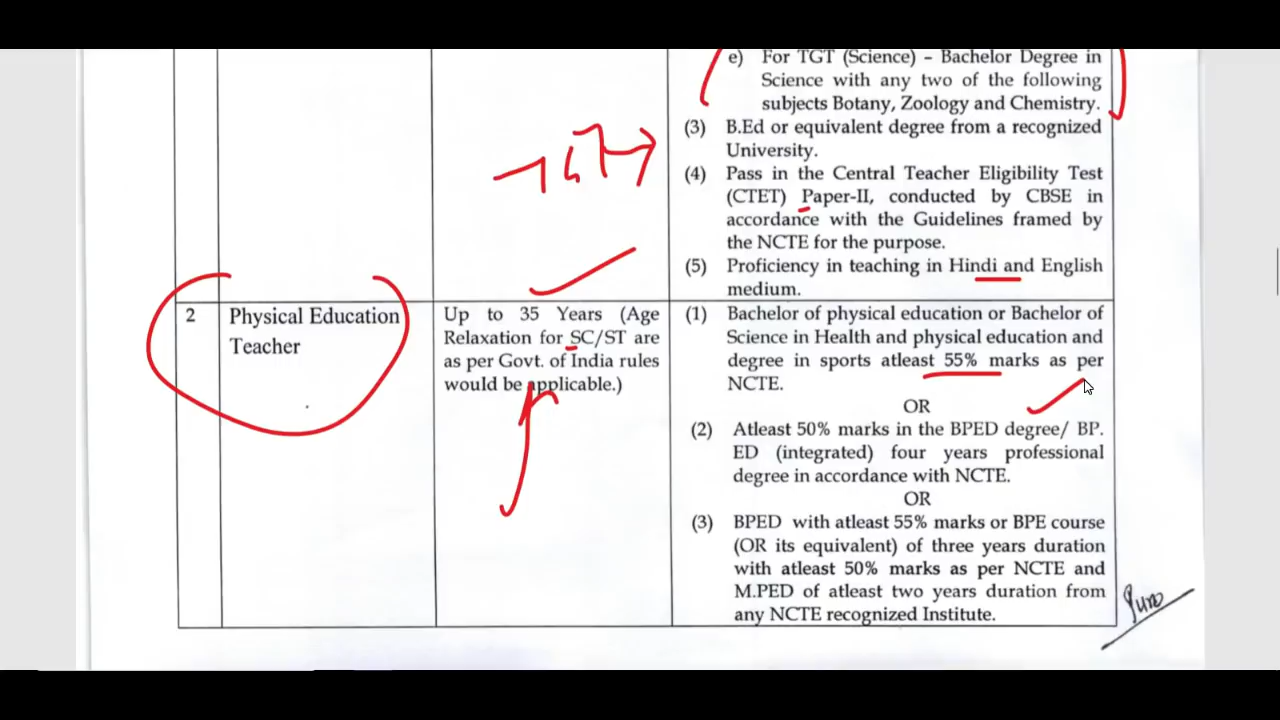 e) For TGT (Science) – Bachelor Degree in
Science with any two of the following
subjects Botany, Zoology and Chemistry.
(3) B.Ed or equivalent degree from a recognized
University.
(4) Pass in the Central Teacher Eligibility Test
(CTET) Paper-II, conducted by CBSE in
accordance with the Guidelines framed by
the NCTE for the purpose.
(5) Proficiency in teaching in Hindi and English
medium.
TGT
2
Physical Education
Teacher
Up to 35 Years (Age
Relaxation for SC/ST are
as per Govt. of India rules
would be applicable.)
(1) Bachelor of physical education or Bachelor of
Science in Health and physical education and
degree in sports atleast 55% marks as per
NCTE.
OR
(2) Atleast 50% marks in the BPED degree/ BP.
ED (integrated) four years professional
degree in accordance with NCTE.
OR
(3) BPED with atleast 55% marks or BPE course
(OR its equivalent) of three years duration
with atleast 50% marks as per NCTE and
M.PED of atleast two years duration from
any NCTE recognized Institute.